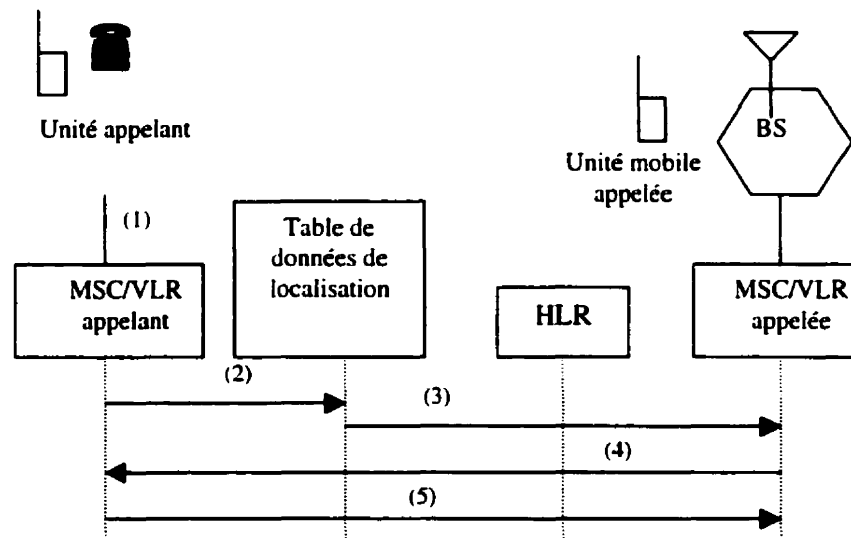 Unité appelant
BS
Unité mobile
appelée
(1)
Table de
données de
localisation
MSC/VLR
appelant
HLR
MSC/VLR
appelée
(2)
(3)
(4)
(5)